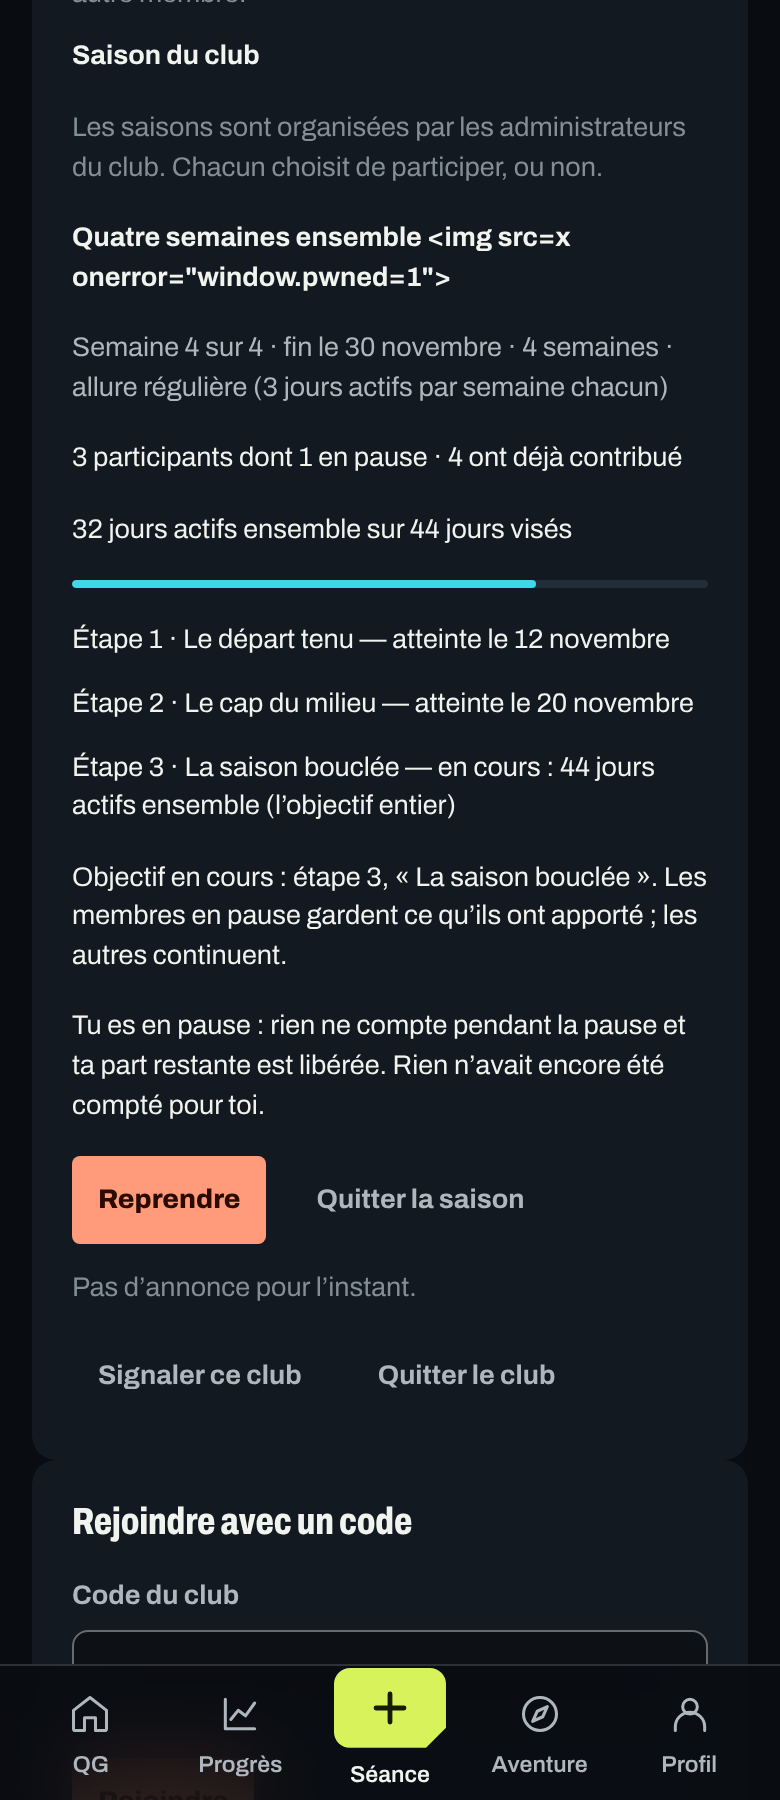 autre membre.
Saison du club
Les saisons sont organisées par les administrateurs
du club. Chacun choisit de participer, ou non.
Quatre semaines ensemble <img src=x
onerror="window.pwned=1">
Semaine 4 sur 4 · fin le 30 novembre · 4 semaines ·
allure régulière (3 jours actifs par semaine chacun)
3 participants dont 1 en pause · 4 ont déjà contribué
32 jours actifs ensemble sur 44 jours visés
Étape 1 · Le départ tenu — atteinte le 12 novembre
Étape 2 · Le cap du milieu — atteinte le 20 novembre
Étape 3 · La saison bouclée — en cours : 44 jours
actifs ensemble (l’objectif entier)
Objectif en cours : étape 3, « La saison bouclée ». Les
membres en pause gardent ce qu’ils ont apporté ; les
autres continuent.
Tu es en pause : rien ne compte pendant la pause et
ta part restante est libérée. Rien n’avait encore été
compté pour toi.
Reprendre Quitter la saison
Pas d’annonce pour l’instant.
Signaler ce club Quitter le club
Rejoindre avec un code
Code du club
Rejoindre
QG Progrès Séance Aventure Profil